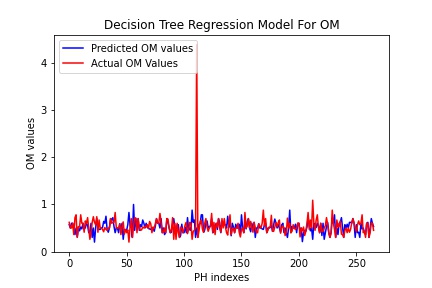 Decision Tree Regression Model For OM
Predicted OM values
Actual OM Values
OM values
4
3
2
1
0
0 50 100 150 200 250
PH indexes